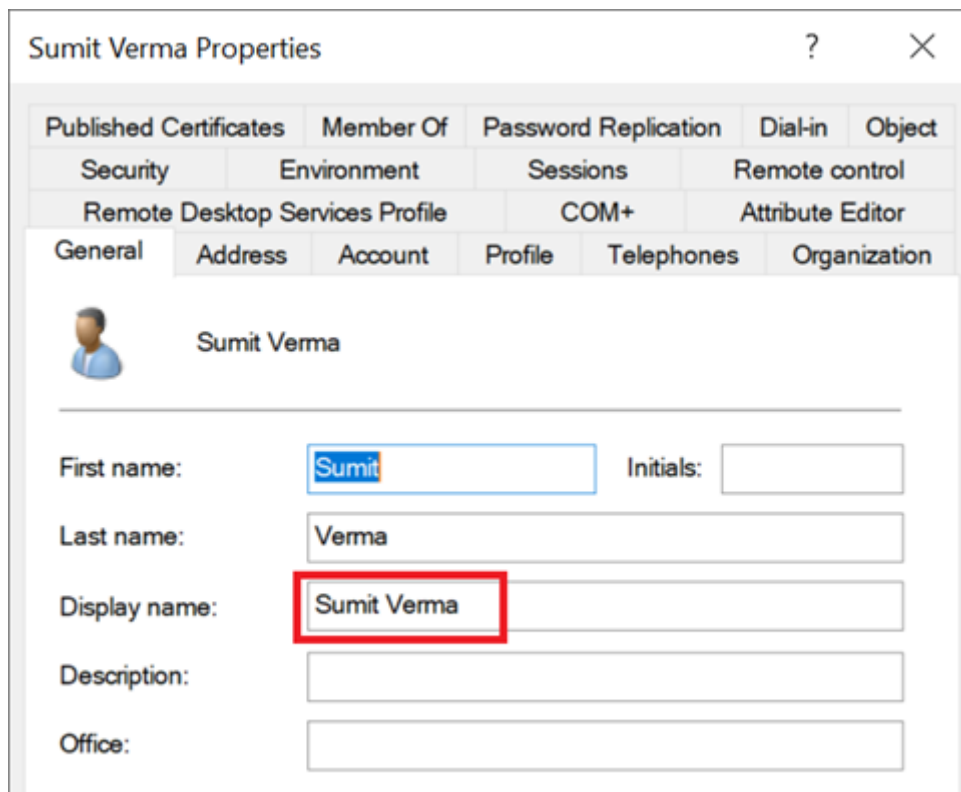 Sumit Verma Properties ? ×
Published Certificates Member Of Password Replication Dial-in Object
Security Environment Sessions Remote control
Remote Desktop Services Profile COM+ Attribute Editor
General Address Account Profile Telephones Organization
Sumit Verma
First name: Sumit Initials:
Last name: Verma
Display name: Sumit Verma
Description:
Office: